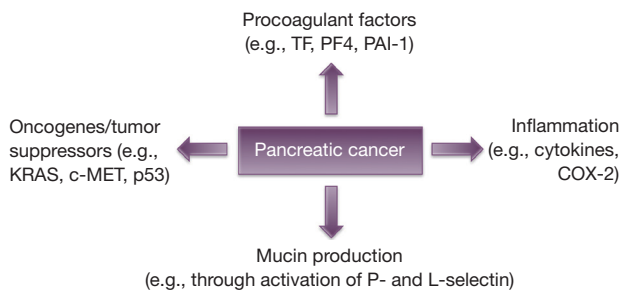 Procoagulant factors
(e.g., TF, PF4, PAI-1)
Oncogenes/tumor
suppressors (e.g.,
KRAS, c-MET, p53)
Pancreatic cancer
Inflammation
(e.g., cytokines,
COX-2)
Mucin production
(e.g., through activation of P- and L-selectin)